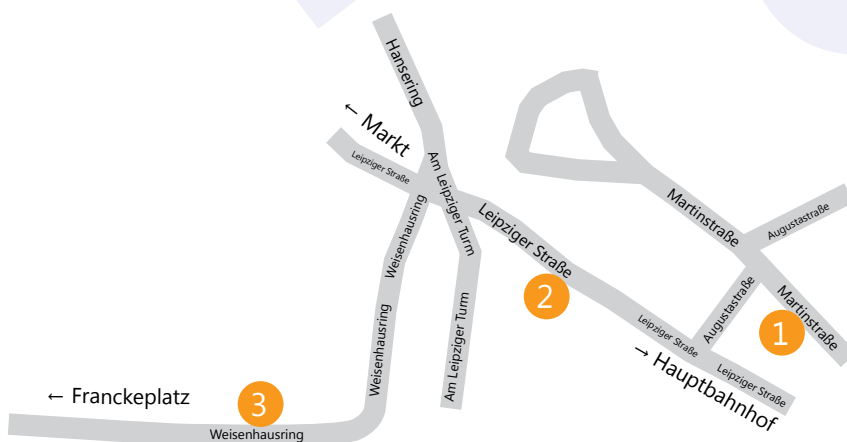 Hansering
← Markt
Leipziger Straße
Am Leipziger Turm
Leipziger Straße
Martinstraße
Augustastraße
Weisenhausring
2
Augustastraße
Martinstraße
1
Weisenhausring
Am Leipziger Turm
Leipziger Straße
→ Hauptbahnhof
Leipziger Straße
← Franckeplatz
3
Weisenhausring